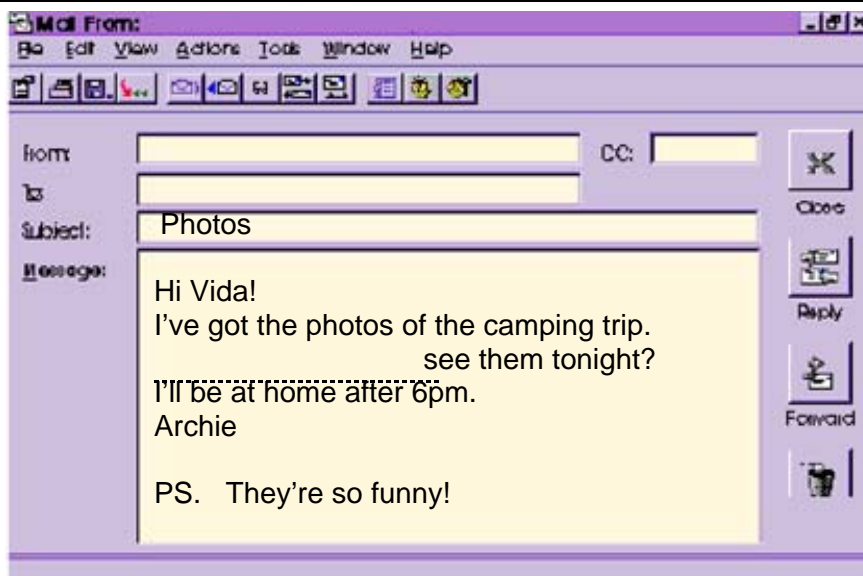 Mail From:
Edit View Actions Tools Window Help
From: CC:
To:
Subject: Photos
Close
Message:
Hi Vida!
I've got the photos of the camping trip.
Reply
see them tonight?
I'll be at home after 6pm.
Forward
Archie
PS. They're so funny!